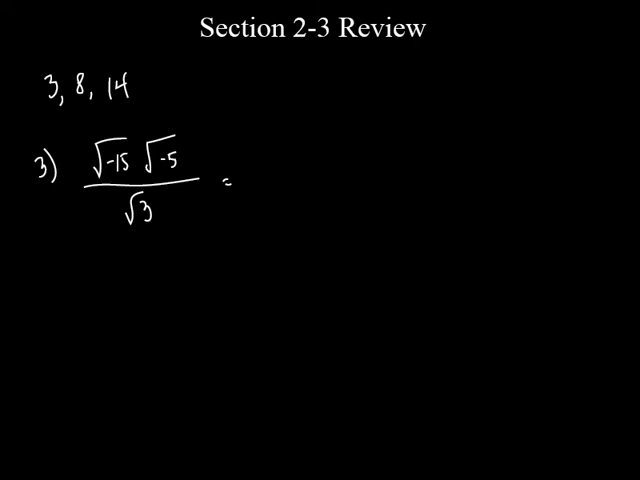 Section 2-3 Review
3, 8, 14
3) √-15 √-5
=
√3